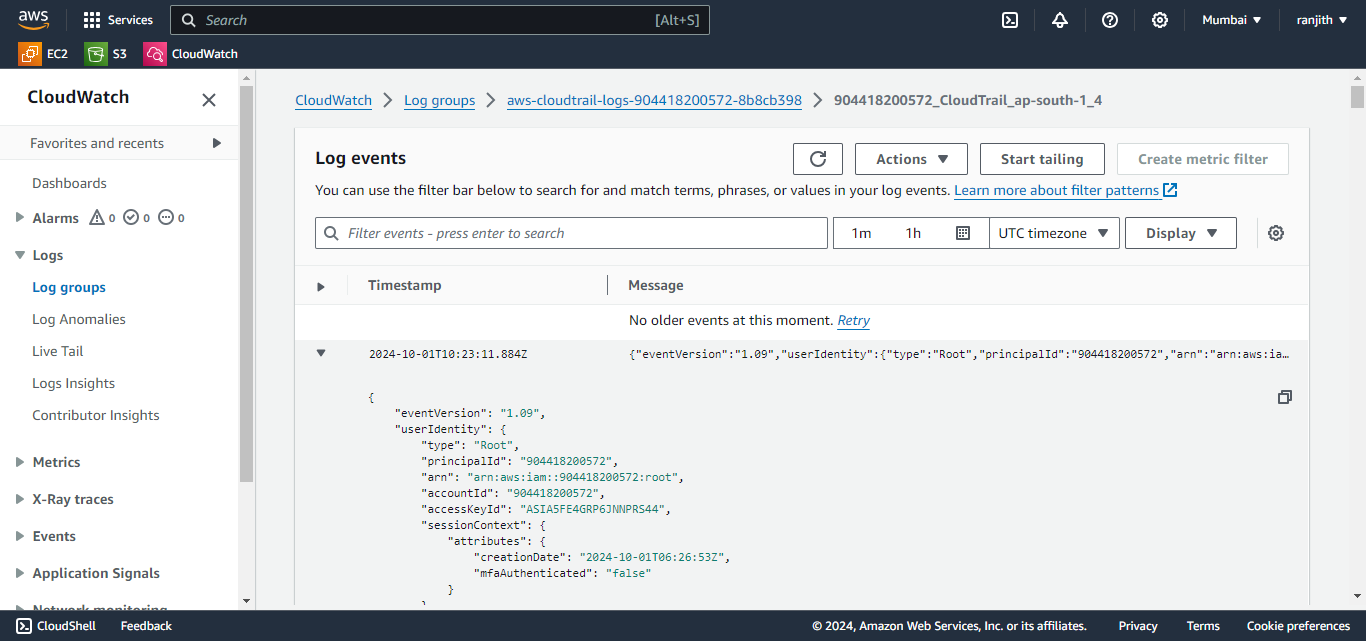 aws
Services
Search
[Alt+S]
Mumbai
ranjith
EC2
S3
CloudWatch
CloudWatch
Favorites and recents
Dashboards
Alarms 0 0 0
Logs
Log groups
Log Anomalies
Live Tail
Logs Insights
Contributor Insights
Metrics
X-Ray traces
Events
Application Signals
Network monitoring
CloudWatch
Log groups
aws-cloudtrail-logs-904418200572-8b8cb398
904418200572_CloudTrail_ap-south-1_4
Log events
Actions
Start tailing
Create metric filter
You can use the filter bar below to search for and match terms, phrases, or values in your log events. Learn more about filter patterns
Filter events - press enter to search
1m
1h
UTC timezone
Display
Timestamp
Message
No older events at this moment. Retry
2024-10-01T10:23:11.884Z
{"eventVersion":"1.09","userIdentity":{"type":"Root","principalId":"904418200572","arn":"arn:aws:ia…
{
"eventVersion": "1.09",
"userIdentity": {
"type": "Root",
"principalId": "904418200572",
"arn": "arn:aws:iam::904418200572:root",
"accountId": "904418200572",
"accessKeyId": "ASIA5FE4GRP6JNNPRS44",
"sessionContext": {
"attributes": {
"creationDate": "2024-10-01T06:26:53Z",
"mfaAuthenticated": "false"
}
}
CloudShell
Feedback
© 2024, Amazon Web Services, Inc. or its affiliates.
Privacy
Terms
Cookie preferences